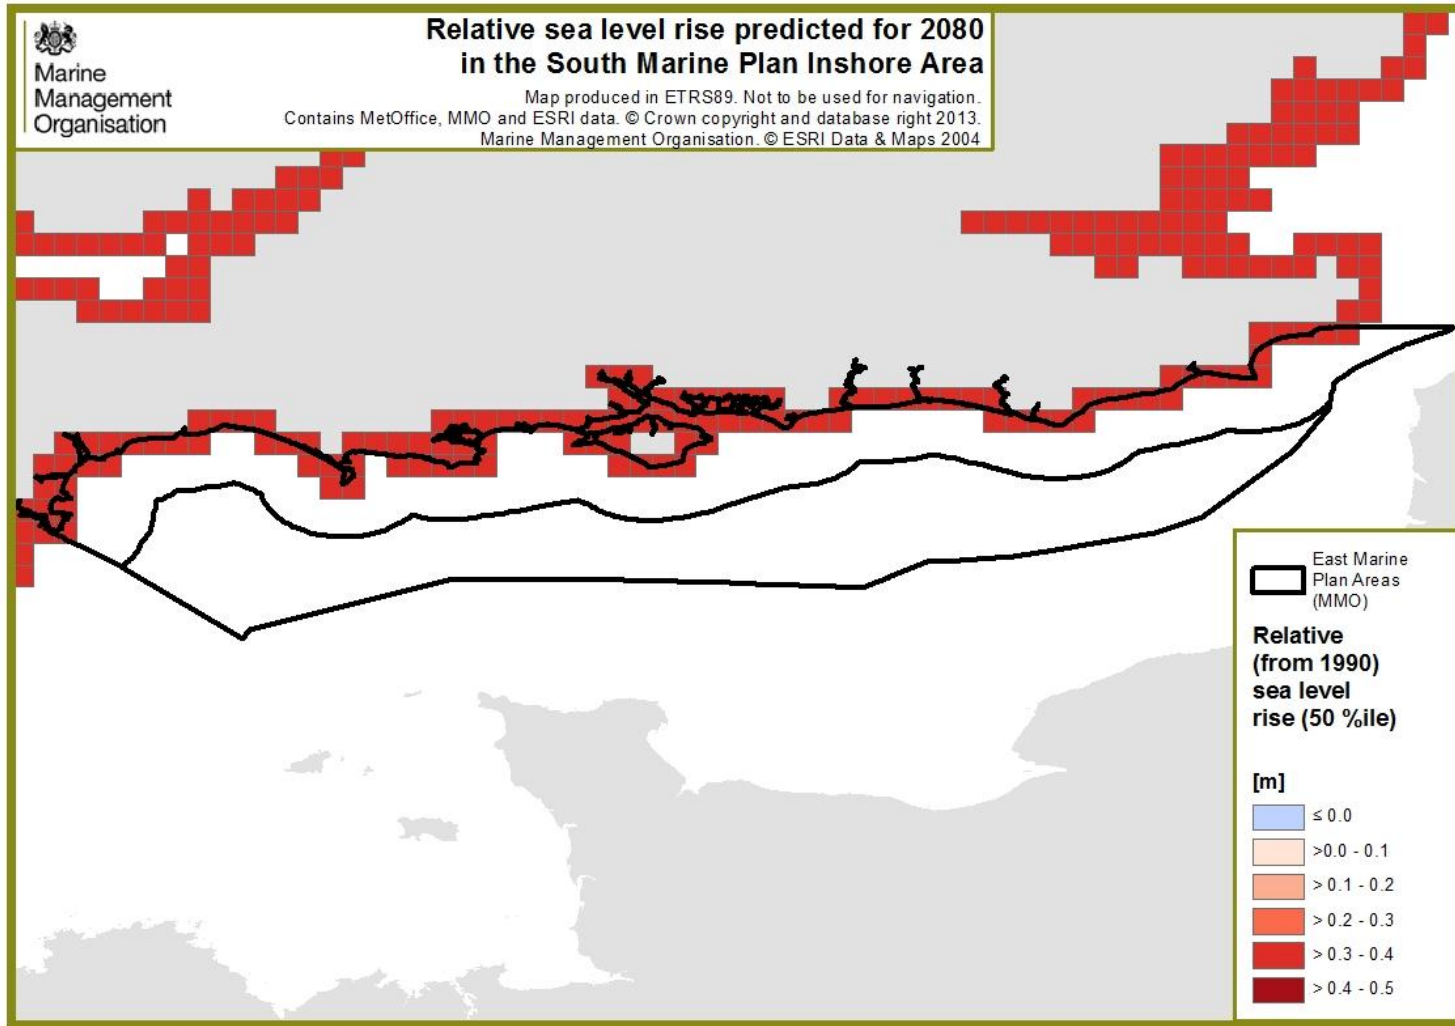 Marine
Management
Organisation
Relative sea level rise predicted for 2080
in the South Marine Plan Inshore Area
Map produced in ETRS89. Not to be used for navigation.
Contains MetOffice, MMO and ESRI data. © Crown copyright and database right 2013.
Marine Management Organisation. © ESRI Data & Maps 2004
East Marine
Plan Areas
(MMO)
Relative
(from 1990)
sea level
rise (50 %ile)
[m]
≤ 0.0
>0.0 - 0.1
> 0.1 - 0.2
> 0.2 - 0.3
> 0.3 - 0.4
> 0.4 - 0.5